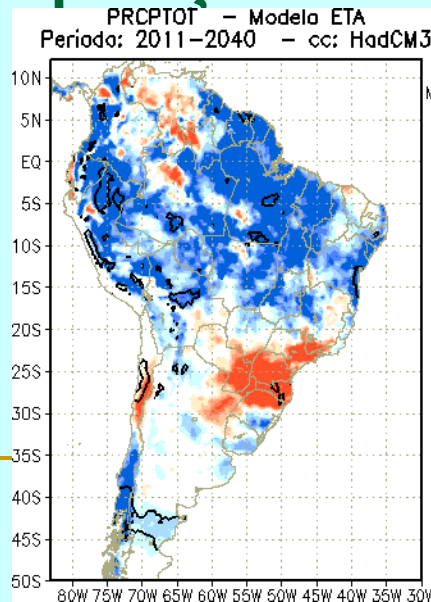 PRCPTOT - Modelo ETA
Periodo: 2011-2040 - cc: HadCM3
10N
5N
EQ
5S
10S
15S
20S
25S
30S
35S
40S
45S
50S
80W 75W 70W 65W 60W 55W 50W 45W 40W 35W 30W